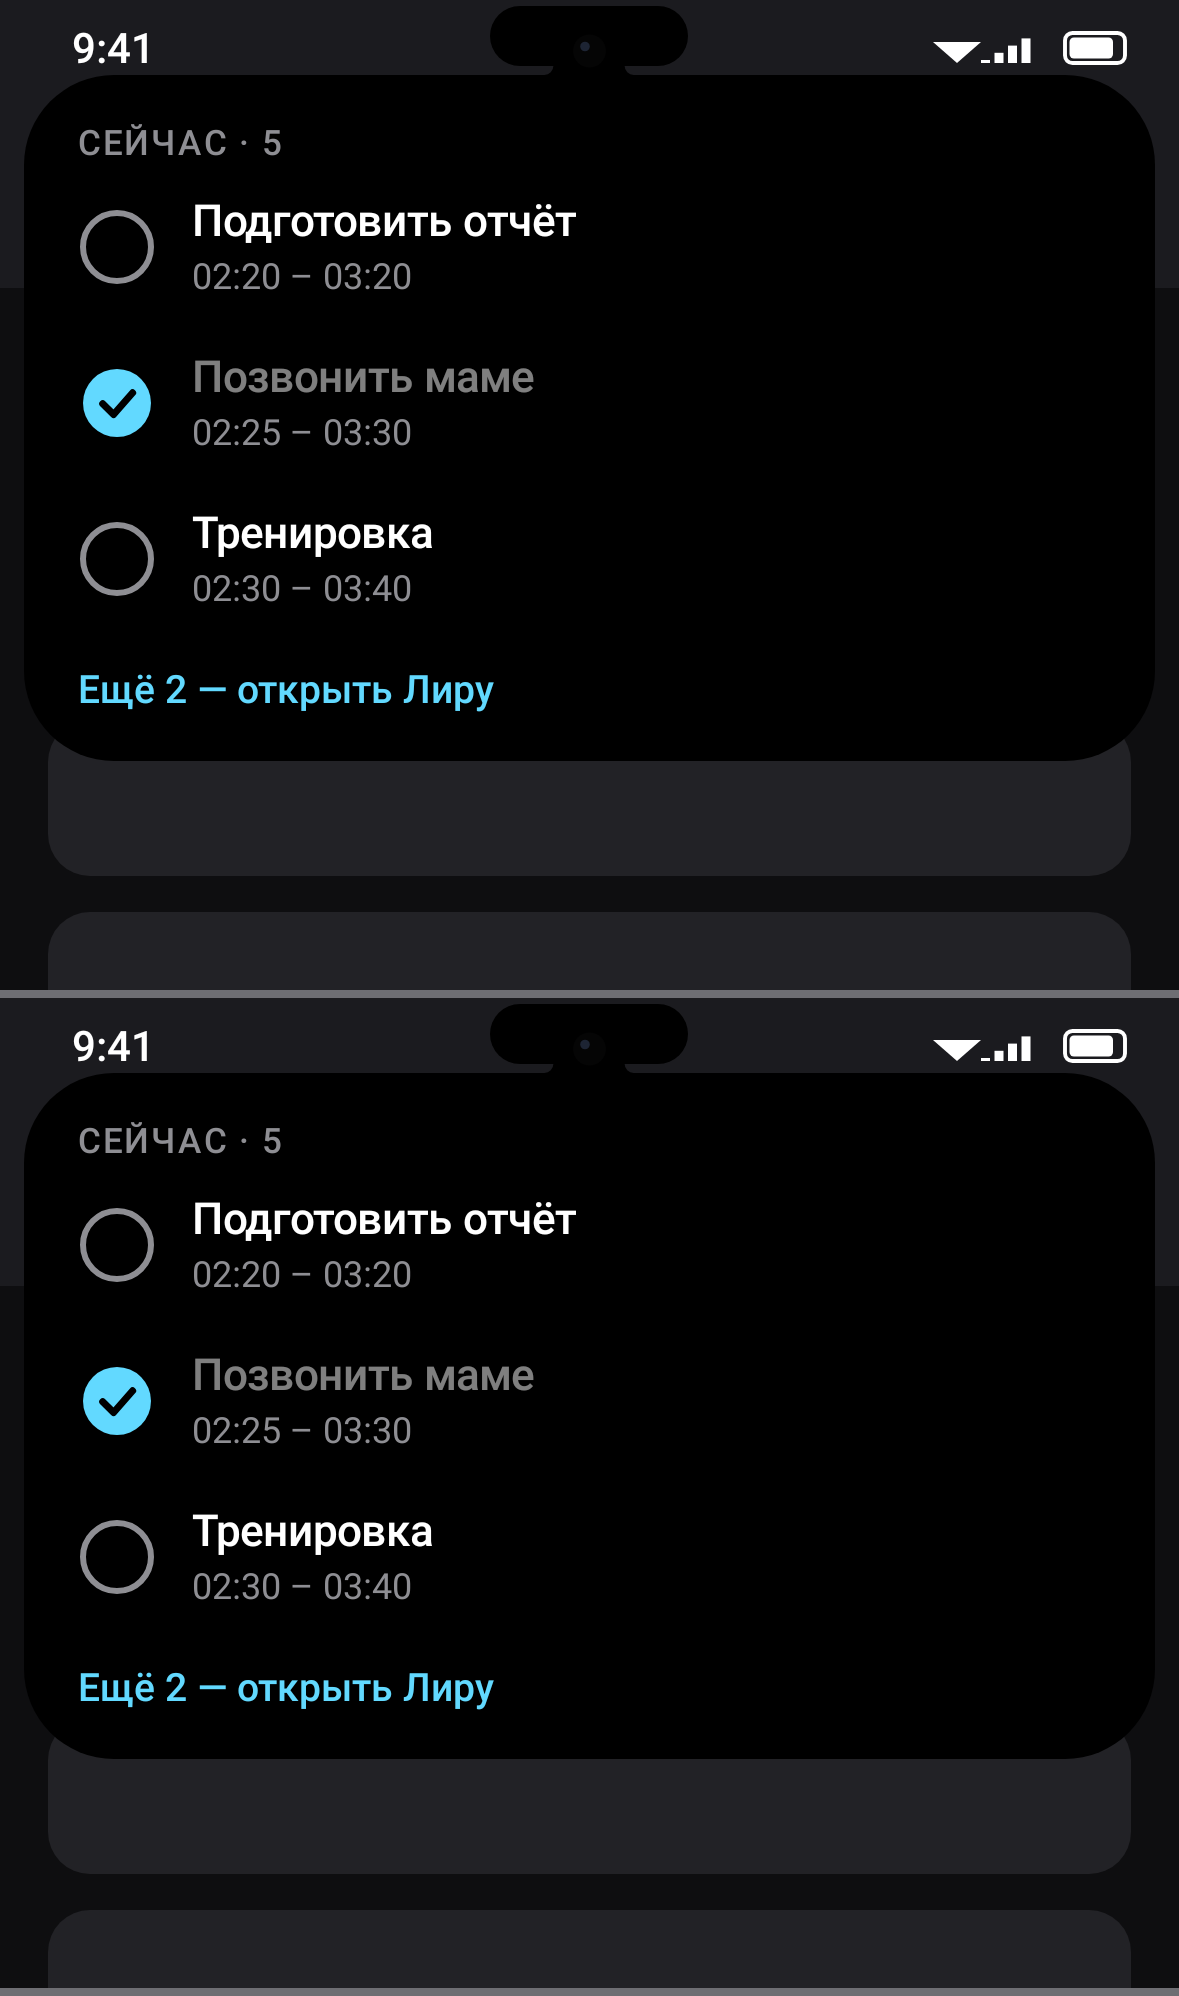 9:41
СЕЙЧАС · 5
Подготовить отчёт
02:20 – 03:20
Позвонить маме
02:25 – 03:30
Тренировка
02:30 – 03:40
Ещё 2 — открыть Лиру
9:41
СЕЙЧАС · 5
Подготовить отчёт
02:20 – 03:20
Позвонить маме
02:25 – 03:30
Тренировка
02:30 – 03:40
Ещё 2 — открыть Лиру